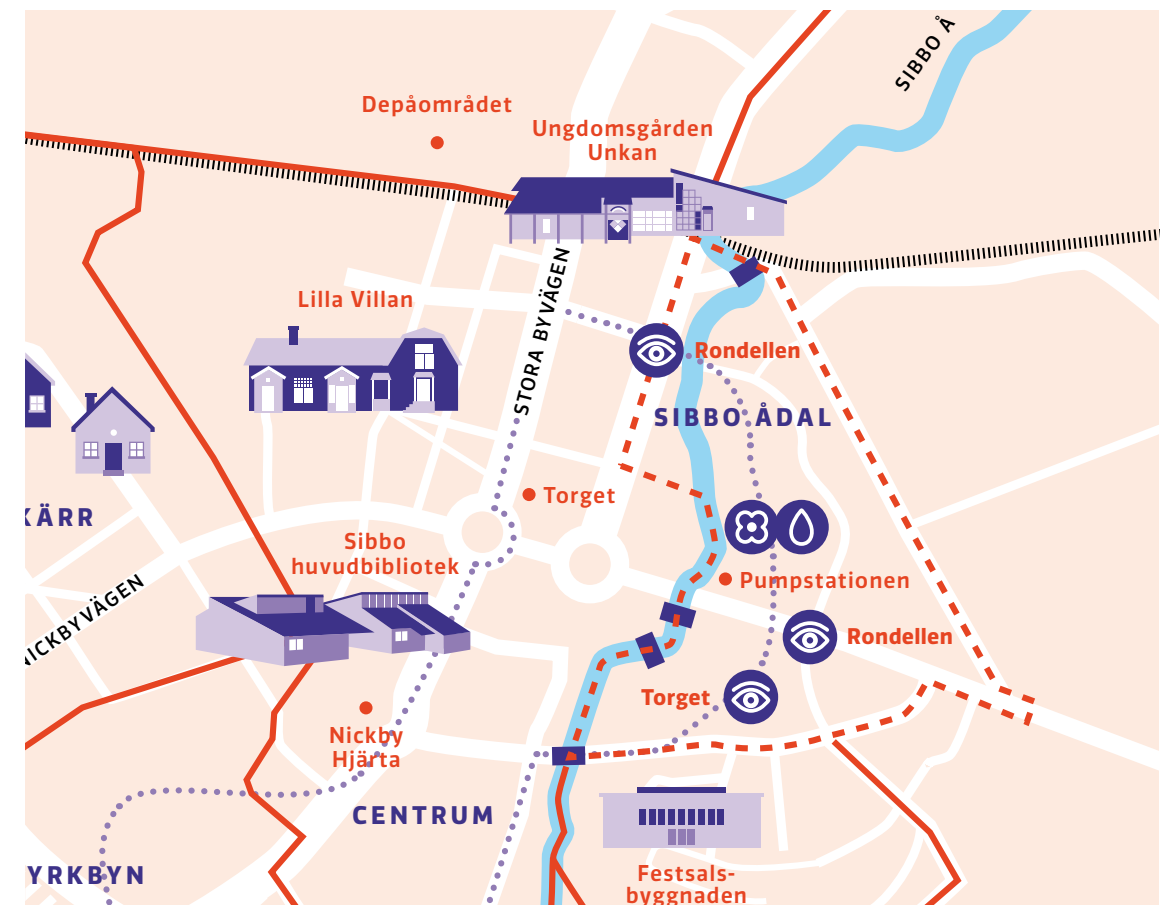 SIBBO Å
Depåområdet
Ungdomsgården
Unkan
Lilla Villan
STORA BYVÄGEN
Rondellen
SIBBO ÅDAL
Torget
KÄRR
Sibbo
huvudbibliotek
Pumpstationen
NICKBYVÄGEN
Rondellen
Torget
Nickby
Hjärta
CENTRUM
YRKBYN
Festsals-
byggnaden